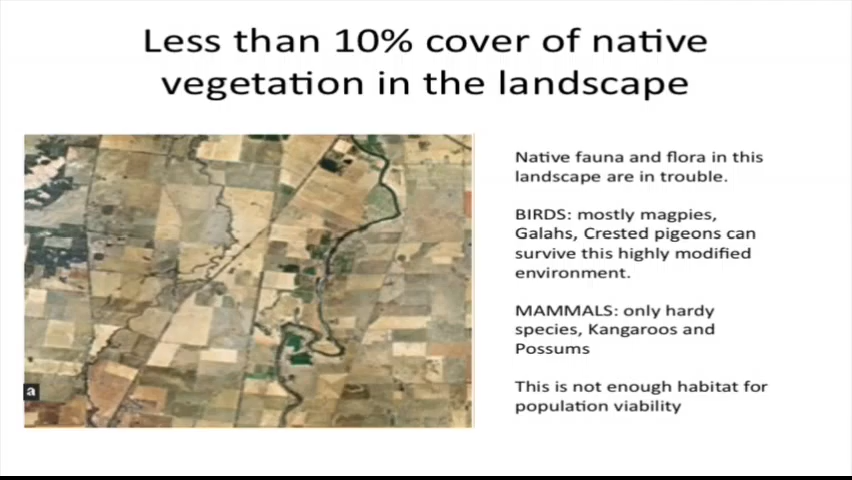 Less than 10% cover of native
vegetation in the landscape
Native fauna and flora in this
landscape are in trouble.
BIRDS: mostly magpies,
Galahs, Crested pigeons can
survive this highly modified
environment.
MAMMALS: only hardy
species, Kangaroos and
Possums
This is not enough habitat for
population viability
a